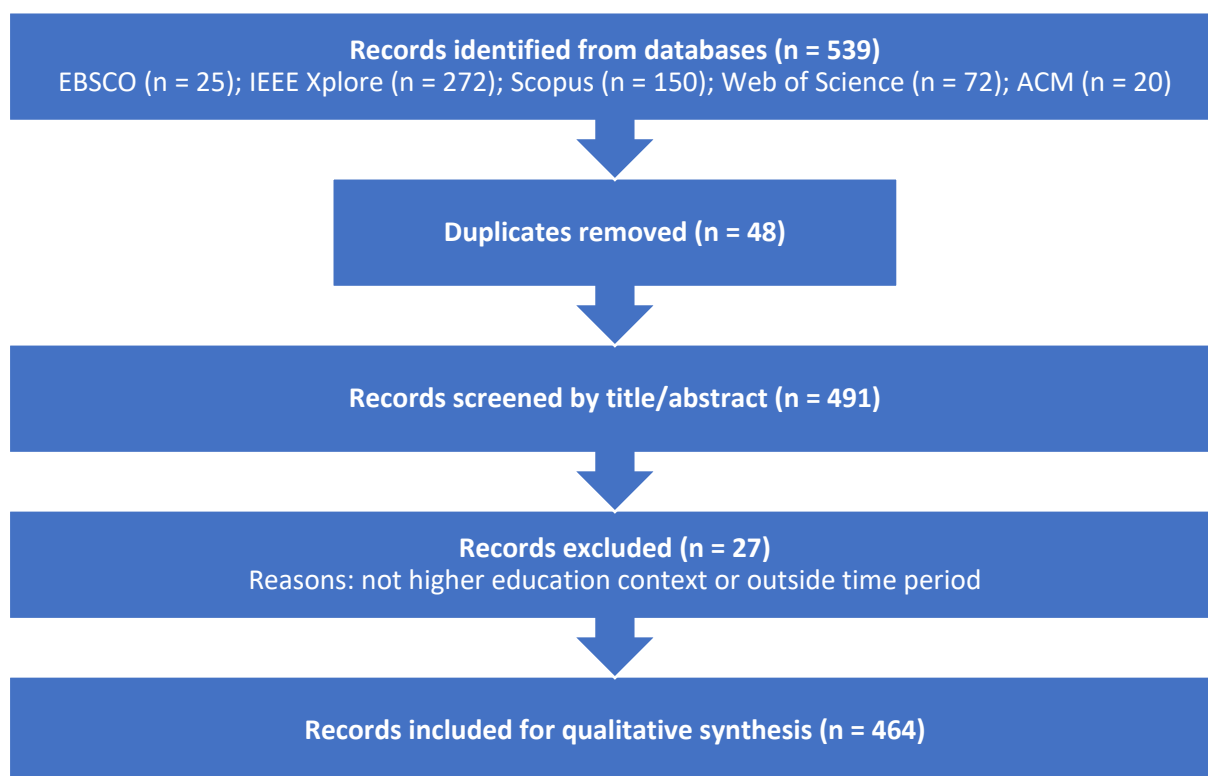 Records identified from databases (n = 539)
EBSCO (n = 25); IEEE Xplore (n = 272); Scopus (n = 150); Web of Science (n = 72); ACM (n = 20)
Duplicates removed (n = 48)
Records screened by title/abstract (n = 491)
Records excluded (n = 27)
Reasons: not higher education context or outside time period
Records included for qualitative synthesis (n = 464)